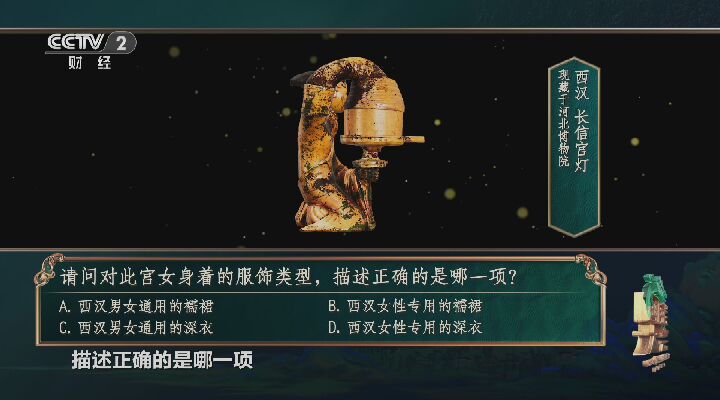 CCTV 2
财经
西汉 长信宫灯
现藏于河北博物院
请问对此宫女身着的服饰类型，描述正确的是哪一项？
A. 西汉男女通用的襦裙
B. 西汉女性专用的襦裙
C. 西汉男女通用的深衣
D. 西汉女性专用的深衣
描述正确的是哪一项